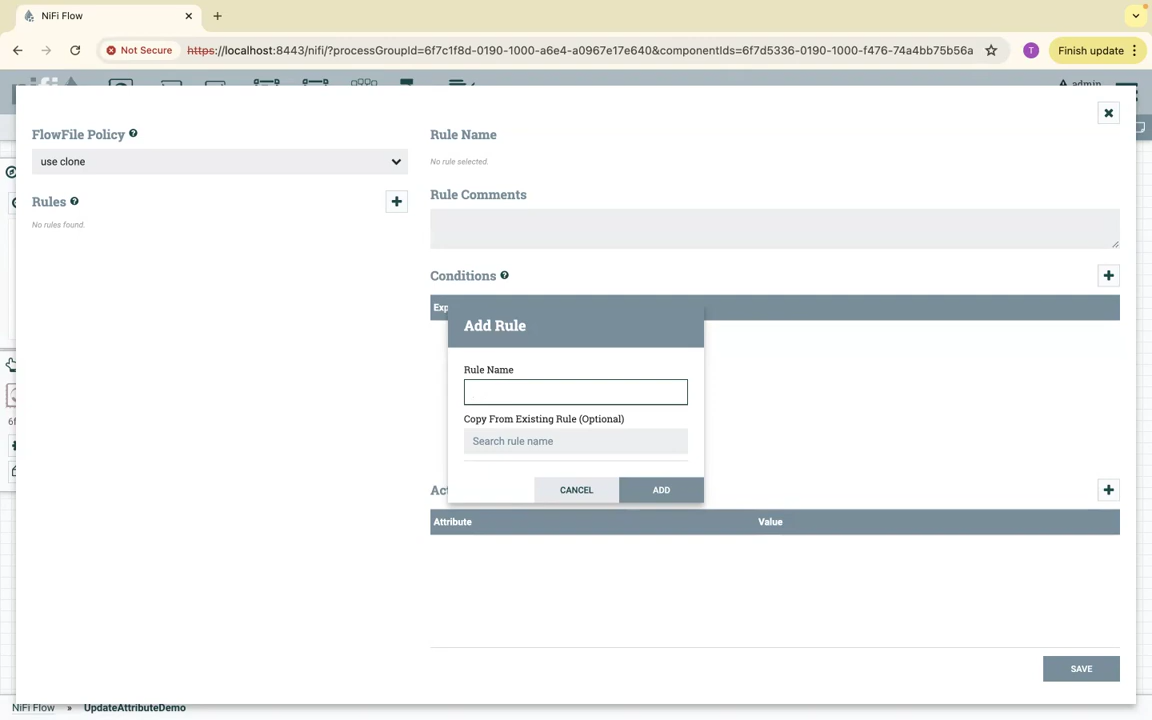 NiFi Flow
Not Secure
https://localhost:8443/nifi/?processGroupId=6f7c1f8d-0190-1000-a6e4-a0967e17e640&componentIds=6f7d5336-0190-1000-f476-74a4bb75b56a
T
Finish update
admin
FlowFile Policy
use clone
Rules
No rules found.
Rule Name
No rule selected.
Rule Comments
Conditions
Exp
Add Rule
Rule Name
Copy From Existing Rule (Optional)
Search rule name
CANCEL
ADD
Act
Attribute
Value
SAVE
NiFi Flow » UpdateAttributeDemo